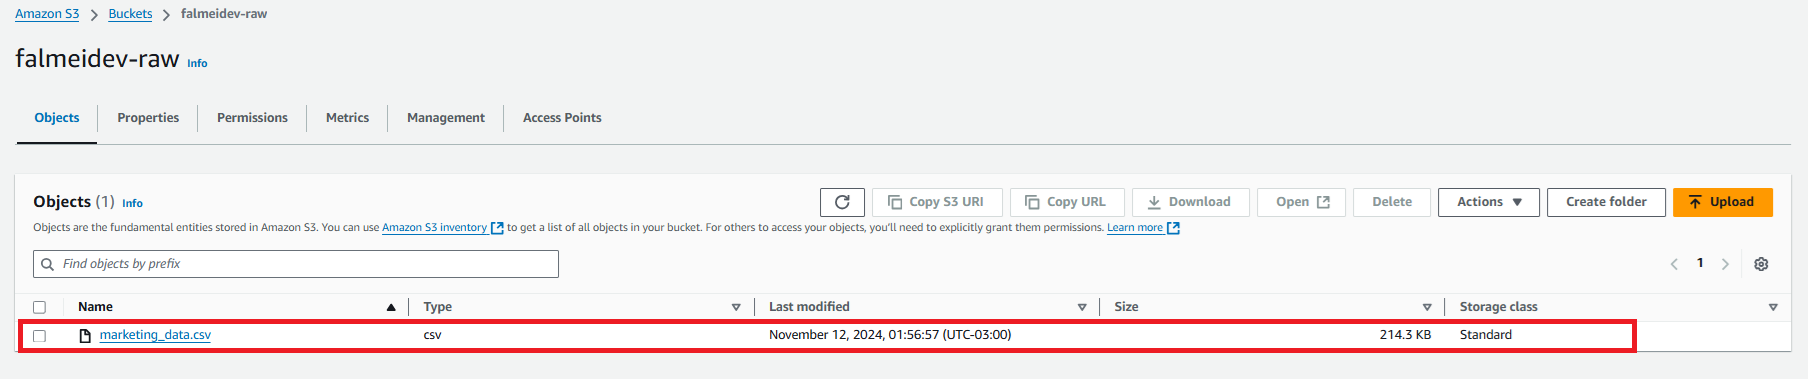 Amazon S3 > Buckets > falmeidev-raw
falmeidev-raw Info
Objects Properties Permissions Metrics Management Access Points
Objects (1) Info
Copy S3 URI Copy URL Download Open Delete Actions Create folder Upload
Objects are the fundamental entities stored in Amazon S3. You can use Amazon S3 inventory to get a list of all objects in your bucket. For others to access your objects, you'll need to explicitly grant them permissions. Learn more
Find objects by prefix
< 1 >
Name Type Last modified Size Storage class
marketing_data.csv csv November 12, 2024, 01:56:57 (UTC-03:00) 214.3 KB Standard